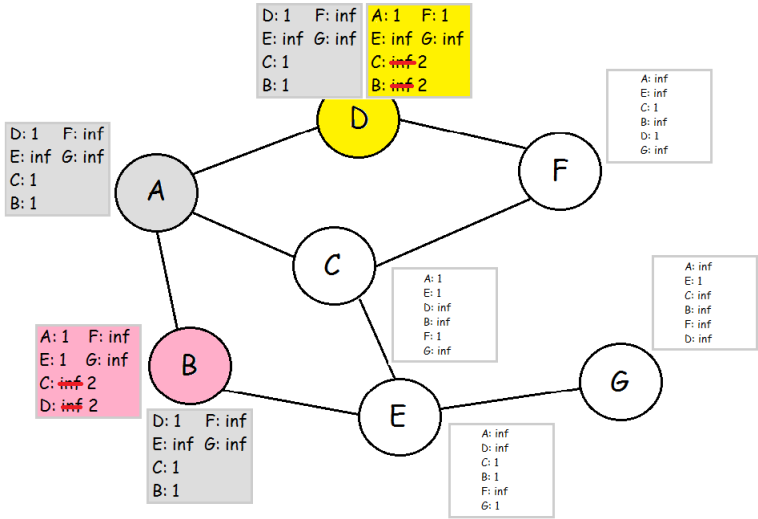 D: 1 F: inf
E: inf G: inf
C: 1
B: 1
A: 1 F: 1
E: inf G: inf
C: inf 2
B: inf 2
D
A: inf
E: inf
C: 1
B: inf
D: 1
G: inf
F
D: 1 F: inf
E: inf G: inf
C: 1
B: 1
A
C
A: 1
E: 1
D: inf
B: inf
F: 1
G: inf
A: inf
E: 1
C: inf
B: inf
F: inf
D: inf
A: 1 F: inf
E: 1 G: inf
C: inf 2
D: inf 2
B
G
D: 1 F: inf
E: inf G: inf
C: 1
B: 1
E
A: inf
D: inf
C: 1
B: 1
F: inf
G: 1